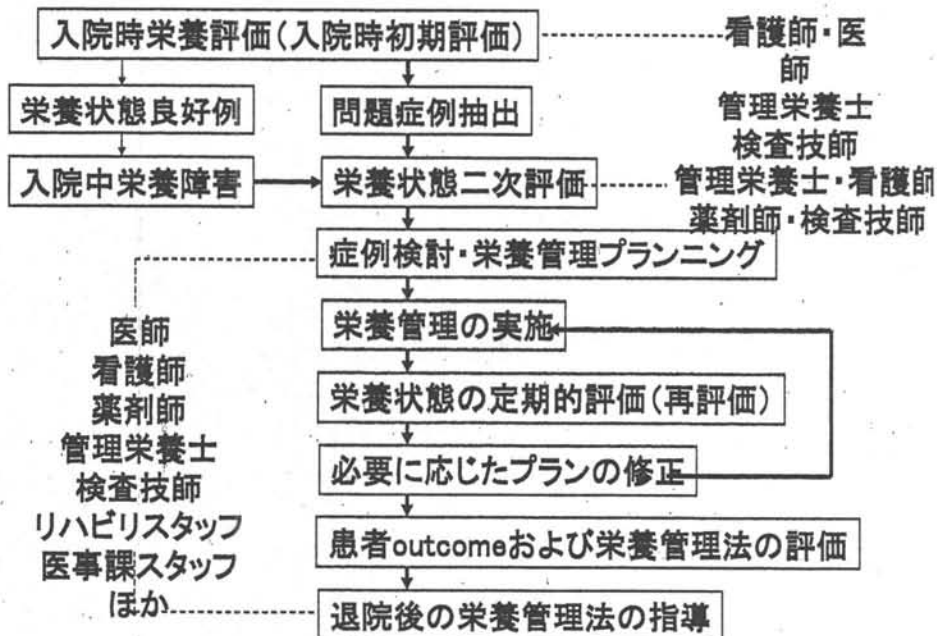 入院時栄養評価(入院時初期評価)
看護師・医
師
管理栄養士
検査技師
栄養状態良好例
問題症例抽出
入院中栄養障害
栄養状態二次評価
管理栄養士・看護師
薬剤師・検査技師
症例検討・栄養管理プランニング
医師
看護師
薬剤師
管理栄養士
検査技師
リハビリスタッフ
医事課スタッフ
ほか
栄養管理の実施
栄養状態の定期的評価(再評価)
必要に応じたプランの修正
患者outcomeおよび栄養管理法の評価
退院後の栄養管理法の指導